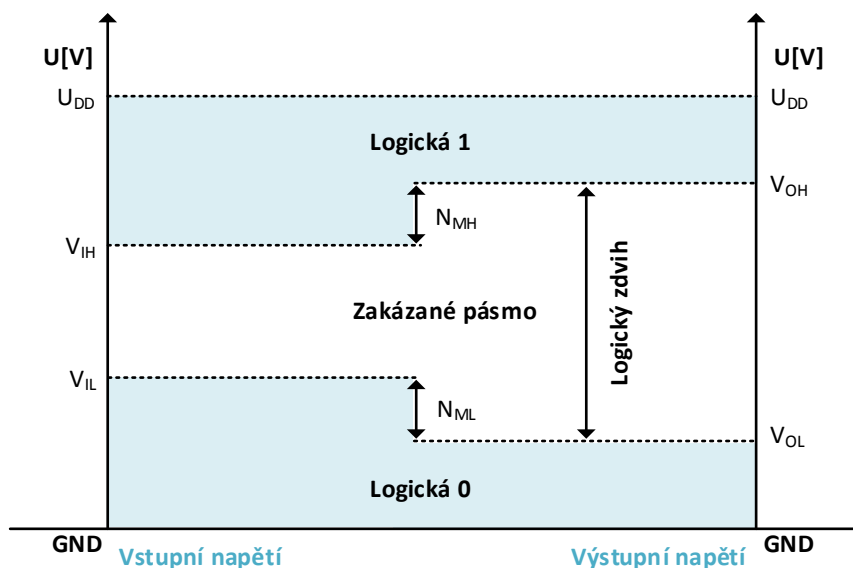 U[V]
U[V]
UDD
UDD
Logická 1
VOH
NMH
VIH
Logický zdvih
Zakázané pásmo
VIL
NML
VOL
Logická 0
GND
GND
Vstupní napětí
Výstupní napětí